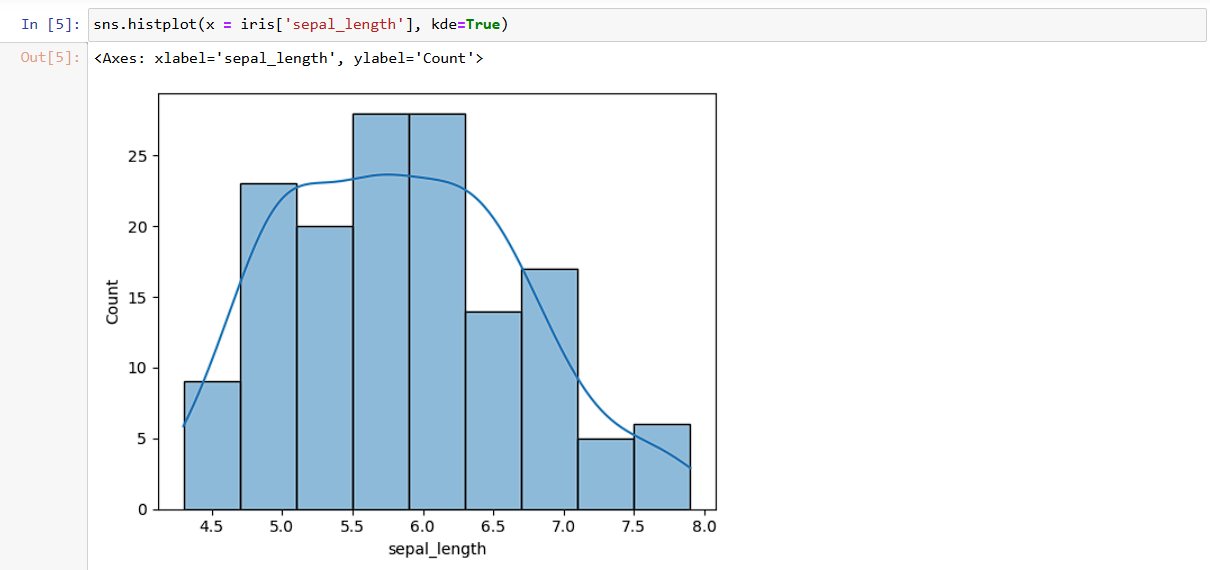 In [5]: sns.histplot(x = iris['sepal_length'], kde=True)
Out[5]: <Axes: xlabel='sepal_length', ylabel='Count'>
25
20
15
10
5
0
Count
4.5 5.0 5.5 6.0 6.5 7.0 7.5 8.0
sepal_length